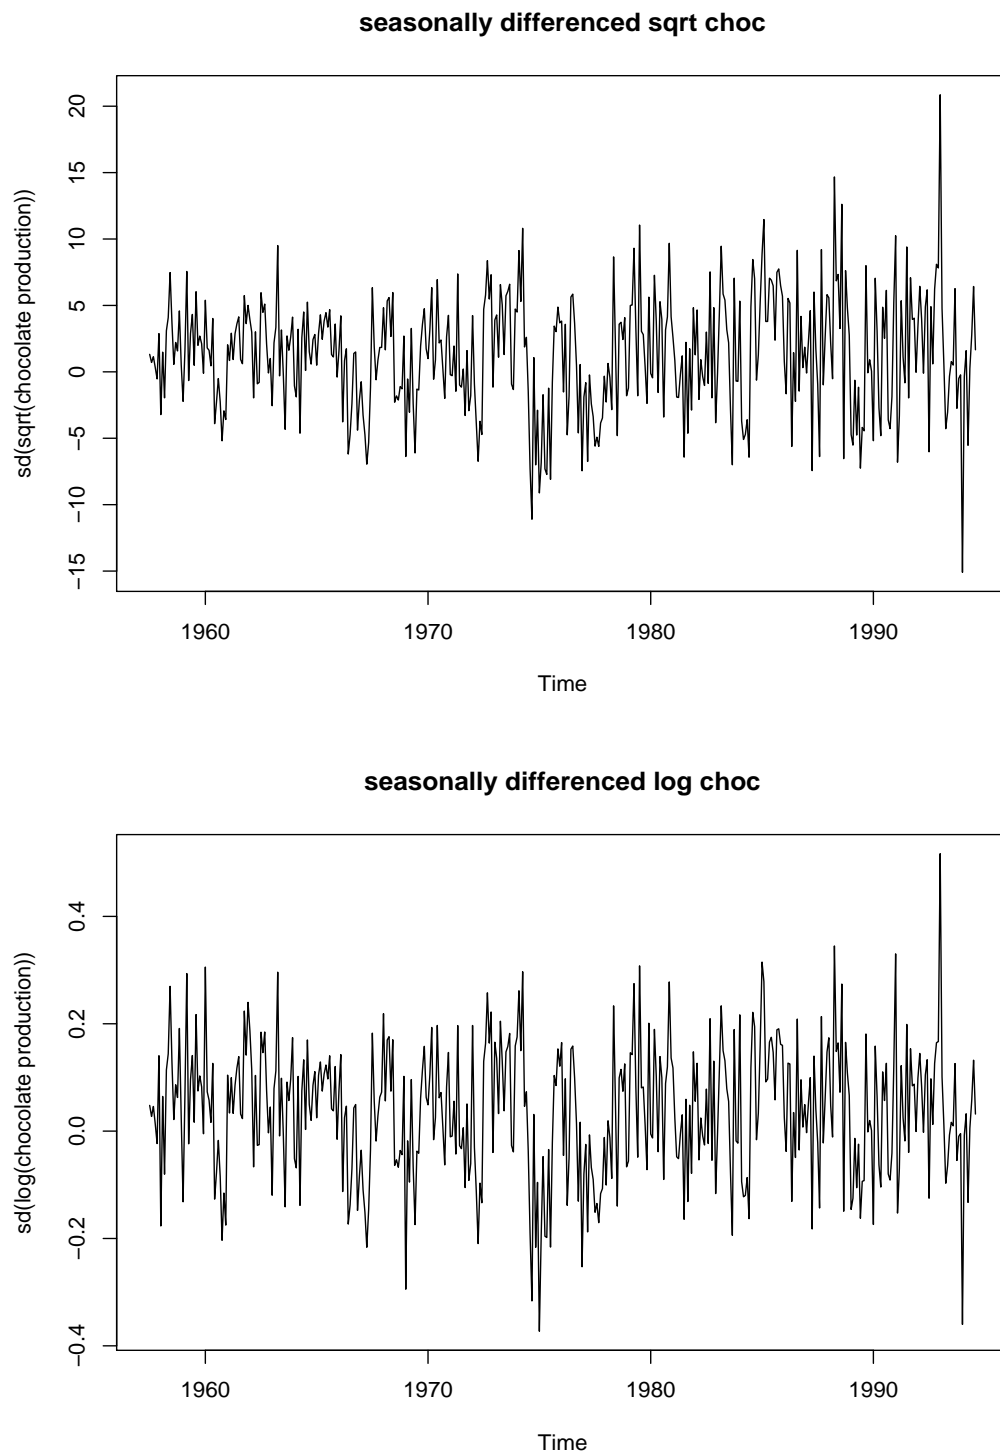 seasonally differenced sqrt choc
sd(sqrt(chocolate production))
20
15
10
5
0
−5
−10
−15
1960 1970 1980 1990
Time
seasonally differenced log choc
sd(log(chocolate production))
0.4
0.2
0.0
−0.2
−0.4
1960 1970 1980 1990
Time